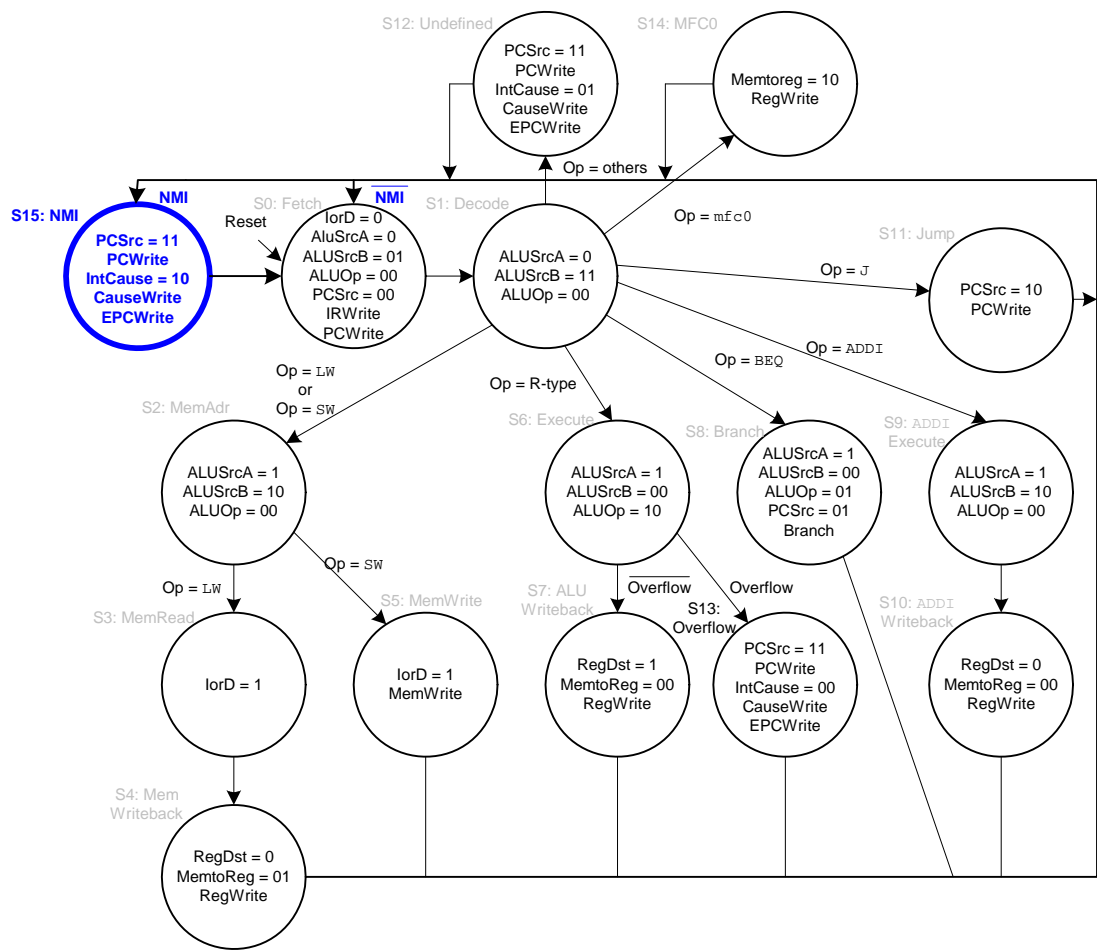 S12: Undefined
PCSrc = 11
PCWrite
IntCause = 01
CauseWrite
EPCWrite
S14: MFC0
Memtoreg = 10
RegWrite
Op = others
Op = mfc0
S15: NMI
NMI
PCSrc = 11
PCWrite
IntCause = 10
CauseWrite
EPCWrite
Reset
S0: Fetch
NMI
IorD = 0
AluSrcA = 0
ALUSrcB = 01
ALUOp = 00
PCSrc = 00
IRWrite
PCWrite
S1: Decode
ALUSrcA = 0
ALUSrcB = 11
ALUOp = 00
S11: Jump
Op = J
PCSrc = 10
PCWrite
Op = LW
or
Op = SW
Op = R-type
Op = BEQ
Op = ADDI
S2: MemAdr
ALUSrcA = 1
ALUSrcB = 10
ALUOp = 00
S6: Execute
ALUSrcA = 1
ALUSrcB = 00
ALUOp = 10
S8: Branch
ALUSrcA = 1
ALUSrcB = 00
ALUOp = 01
PCSrc = 01
Branch
S9: ADDI
Execute
ALUSrcA = 1
ALUSrcB = 10
ALUOp = 00
Op = LW
Op = SW
Overflow
Overflow
S3: MemRead
IorD = 1
S5: MemWrite
IorD = 1
MemWrite
S7: ALU
Writeback
RegDst = 1
MemtoReg = 00
RegWrite
S13:
Overflow
PCSrc = 11
PCWrite
IntCause = 00
CauseWrite
EPCWrite
S10: ADDI
Writeback
RegDst = 0
MemtoReg = 00
RegWrite
S4: Mem
Writeback
RegDst = 0
MemtoReg = 01
RegWrite